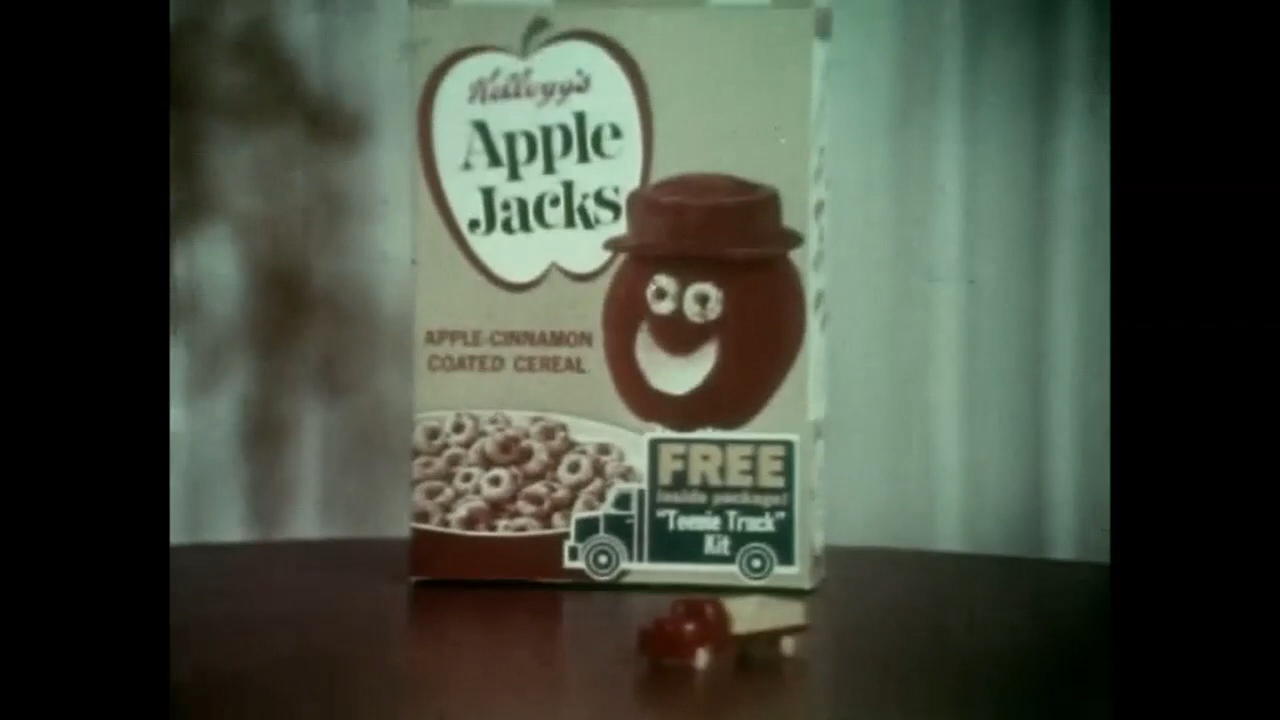 Kellogg's
Apple
Jacks
APPLE-CINNAMON
COATED CEREAL
FREE
inside package!
"Teenie Truck"
Kit